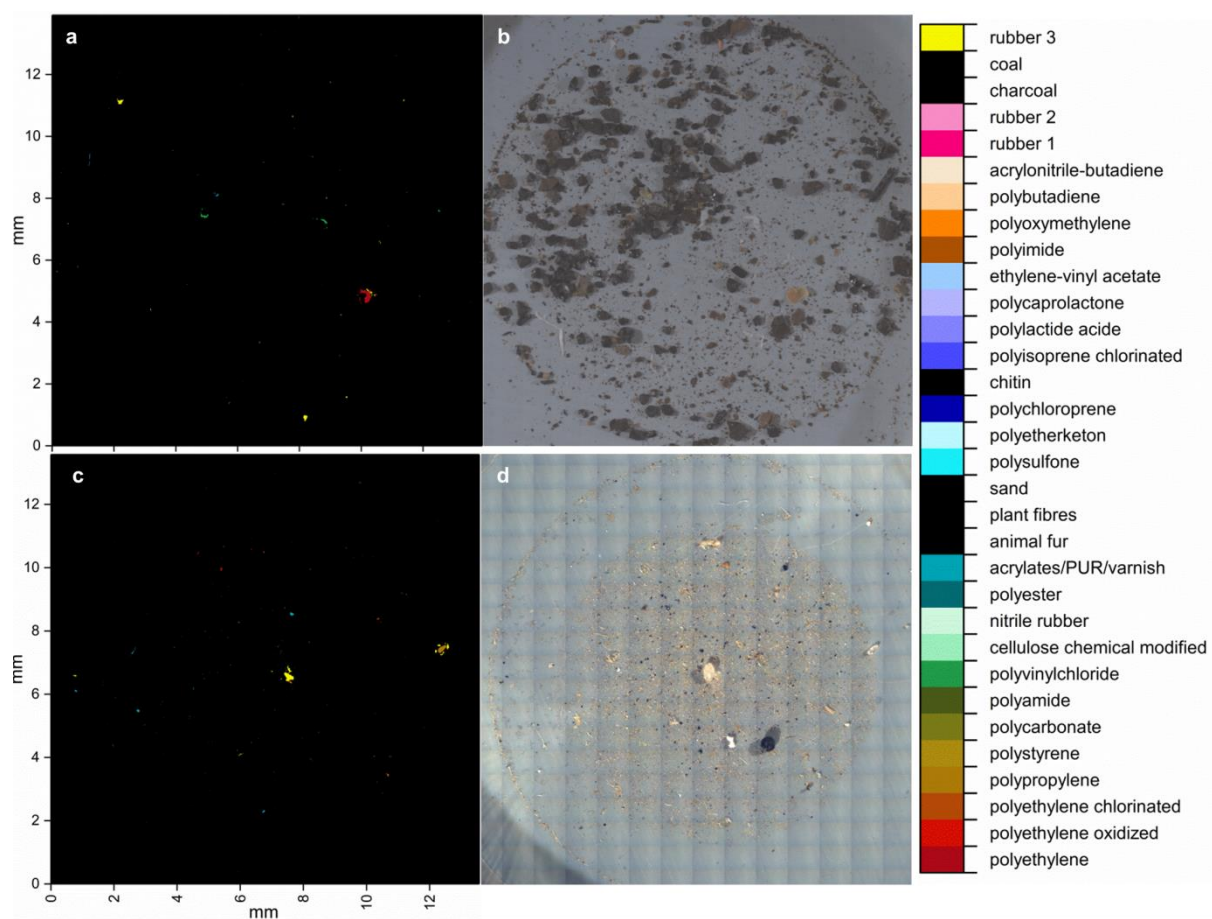 a
b
12
10
8
6
4
2
0
mm
c
d
12
10
8
6
4
2
0
mm
0 2 4 6 8 10 12
mm
rubber 3
coal
charcoal
rubber 2
rubber 1
acrylonitrile-butadiene
polybutadiene
polyoxymethylene
polyimide
ethylene-vinyl acetate
polycaprolactone
polylactide acide
polyisoprene chlorinated
chitin
polychloroprene
polyetherketon
polysulfone
sand
plant fibres
animal fur
acrylates/PUR/varnish
polyester
nitrile rubber
cellulose chemical modified
polyvinylchloride
polyamide
polycarbonate
polystyrene
polypropylene
polyethylene chlorinated
polyethylene oxidized
polyethylene